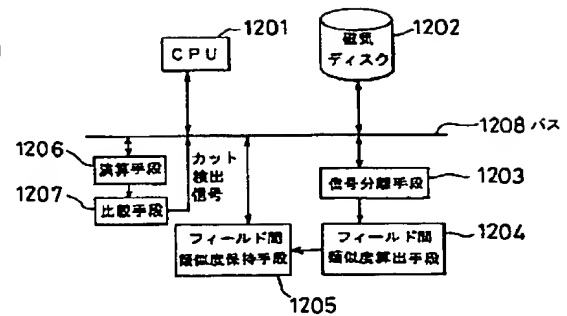 1201
CPU
1202
磁気
ディスク
1208 バス
1206
演算手段
1207
比較手段
カット
検出
信号
信号分離手段
1203
フィールド間
類似度保持手段
1205
フィールド間
類似度算出手段
1204